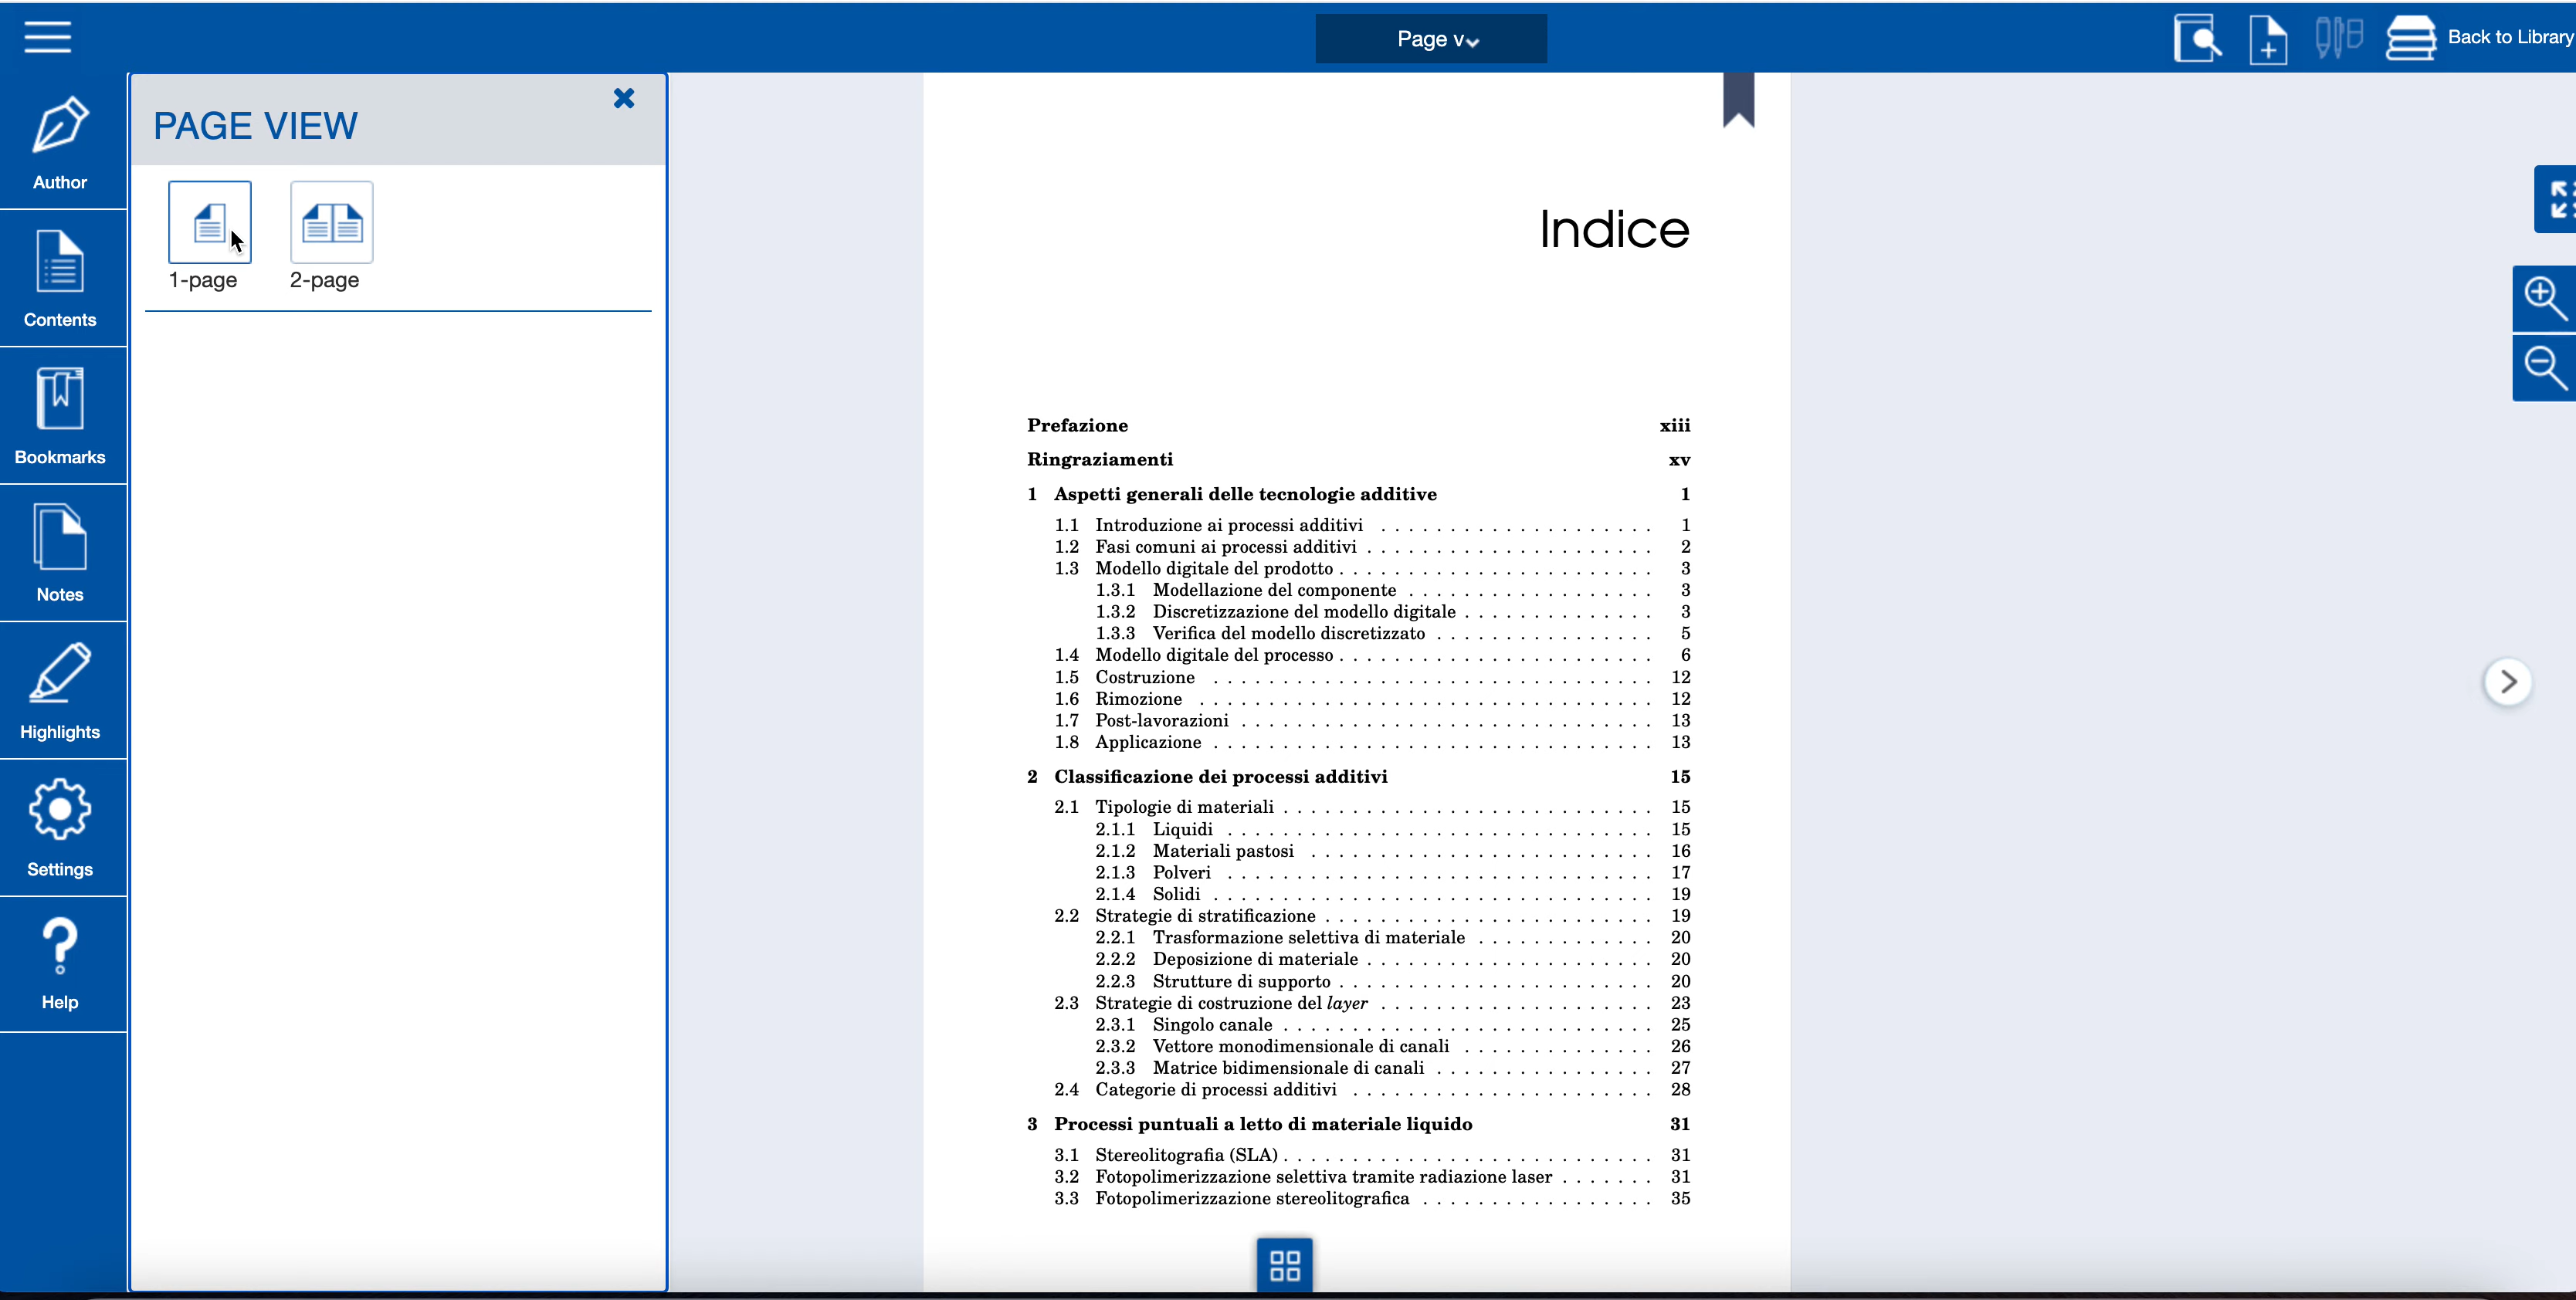 Page v
Back to Library
Author
Contents
Bookmarks
Notes
Highlights
Settings
Help
PAGE VIEW
1-page 2-page
Indice
Prefazione xiii
Ringraziamenti xv
1 Aspetti generali delle tecnologie additive 1
1.1 Introduzione ai processi additivi . . . . . . . . . . . . . . . . . . . . 1
1.2 Fasi comuni ai processi additivi . . . . . . . . . . . . . . . . . . . . . 2
1.3 Modello digitale del prodotto . . . . . . . . . . . . . . . . . . . . . . . 3
1.3.1 Modellazione del componente . . . . . . . . . . . . . . . . . . 3
1.3.2 Discretizzazione del modello digitale . . . . . . . . . . . . . . 3
1.3.3 Verifica del modello discretizzato . . . . . . . . . . . . . . . . 5
1.4 Modello digitale del processo . . . . . . . . . . . . . . . . . . . . . . . 6
1.5 Costruzione . . . . . . . . . . . . . . . . . . . . . . . . . . . . . . . . 12
1.6 Rimozione . . . . . . . . . . . . . . . . . . . . . . . . . . . . . . . . . 12
1.7 Post-lavorazioni . . . . . . . . . . . . . . . . . . . . . . . . . . . . . . 13
1.8 Applicazione . . . . . . . . . . . . . . . . . . . . . . . . . . . . . . . . 13
2 Classificazione dei processi additivi 15
2.1 Tipologie di materiali . . . . . . . . . . . . . . . . . . . . . . . . . . . 15
2.1.1 Liquidi . . . . . . . . . . . . . . . . . . . . . . . . . . . . . . . 15
2.1.2 Materiali pastosi . . . . . . . . . . . . . . . . . . . . . . . . . 16
2.1.3 Polveri . . . . . . . . . . . . . . . . . . . . . . . . . . . . . . . 17
2.1.4 Solidi . . . . . . . . . . . . . . . . . . . . . . . . . . . . . . . . 19
2.2 Strategie di stratificazione . . . . . . . . . . . . . . . . . . . . . . . . 19
2.2.1 Trasformazione selettiva di materiale . . . . . . . . . . . . . 20
2.2.2 Deposizione di materiale . . . . . . . . . . . . . . . . . . . . . 20
2.2.3 Strutture di supporto . . . . . . . . . . . . . . . . . . . . . . . 20
2.3 Strategie di costruzione del layer . . . . . . . . . . . . . . . . . . . . 23
2.3.1 Singolo canale . . . . . . . . . . . . . . . . . . . . . . . . . . . 25
2.3.2 Vettore monodimensionale di canali . . . . . . . . . . . . . . 26
2.3.3 Matrice bidimensionale di canali . . . . . . . . . . . . . . . . 27
2.4 Categorie di processi additivi . . . . . . . . . . . . . . . . . . . . . . 28
3 Processi puntuali a letto di materiale liquido 31
3.1 Stereolitografia (SLA) . . . . . . . . . . . . . . . . . . . . . . . . . . . 31
3.2 Fotopolimerizzazione selettiva tramite radiazione laser . . . . . . . 31
3.3 Fotopolimerizzazione stereolitografica . . . . . . . . . . . . . . . . . 35